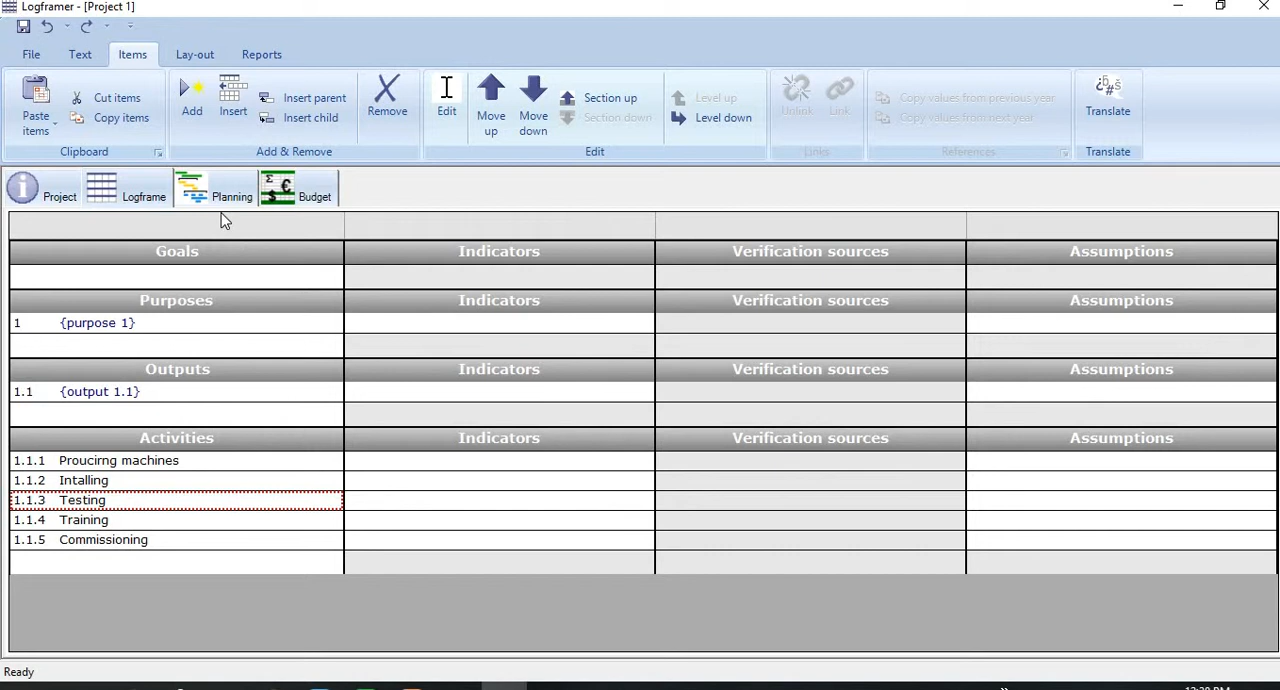 Logframer - [Project 1]
File Text Items Lay-out Reports
Paste items
Cut items
Copy items
Clipboard
Add
Insert
Insert parent
Insert child
Remove
Add & Remove
Edit
Move up
Move down
Section up
Section down
Level up
Level down
Edit
Unlink
Link
Links
Copy values from previous year
Copy values from next year
References
Translate
Translate
Project Logframe Planning Budget
Goals Indicators Verification sources Assumptions
Purposes Indicators Verification sources Assumptions
1 {purpose 1}
Outputs Indicators Verification sources Assumptions
1.1 {output 1.1}
Activities Indicators Verification sources Assumptions
1.1.1 Proucirng machines
1.1.2 Intalling
1.1.3 Testing
1.1.4 Training
1.1.5 Commissioning
Ready